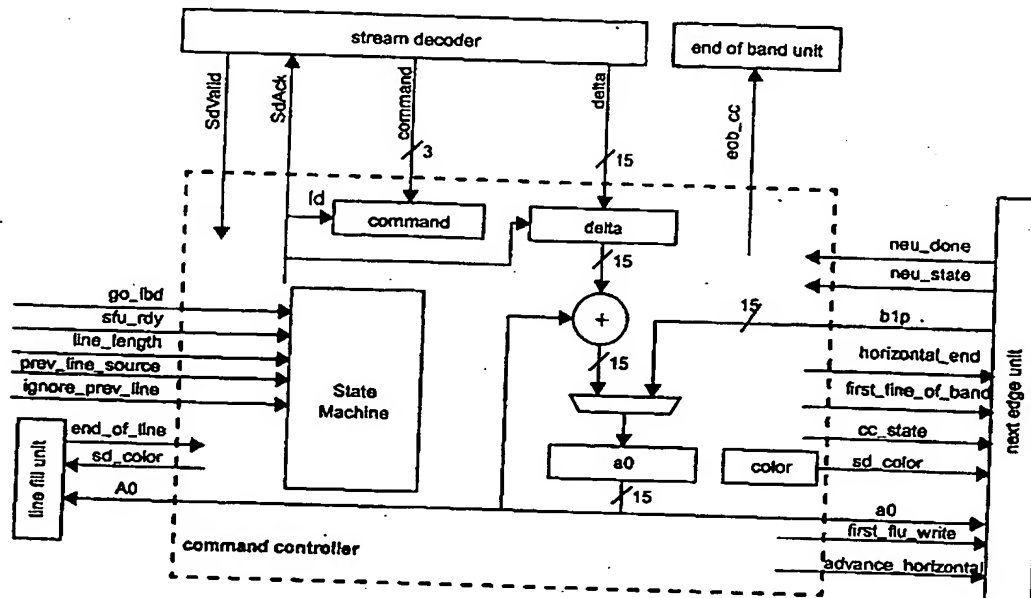 stream decoder
end of band unit
SdValid
SdAck
command
delta
eob_cc
3
15
ld
command
delta
neu_done
neu_state
15
15
b1p
go_lbd
sfu_rdy
line_length
prev_line_source
ignore_prev_line
+
horizontal_end
15
State
Machine
first_line_of_band
next edge unit
end_of_line
cc_state
line fill unit
sd_color
a0
color
sd_color
A0
15
a0
command controller
first_flu_write
advance_horizontal